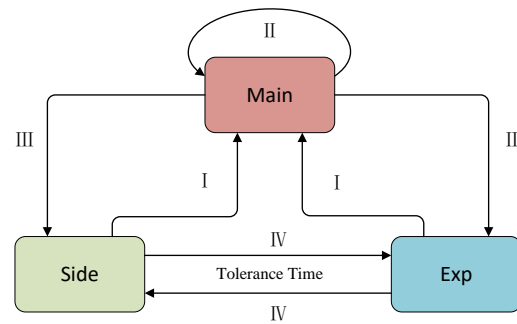 Ⅱ
Main
Ⅲ
Ⅱ
Ⅰ
Ⅰ
Ⅳ
Side
Tolerance Time
Exp
Ⅳ